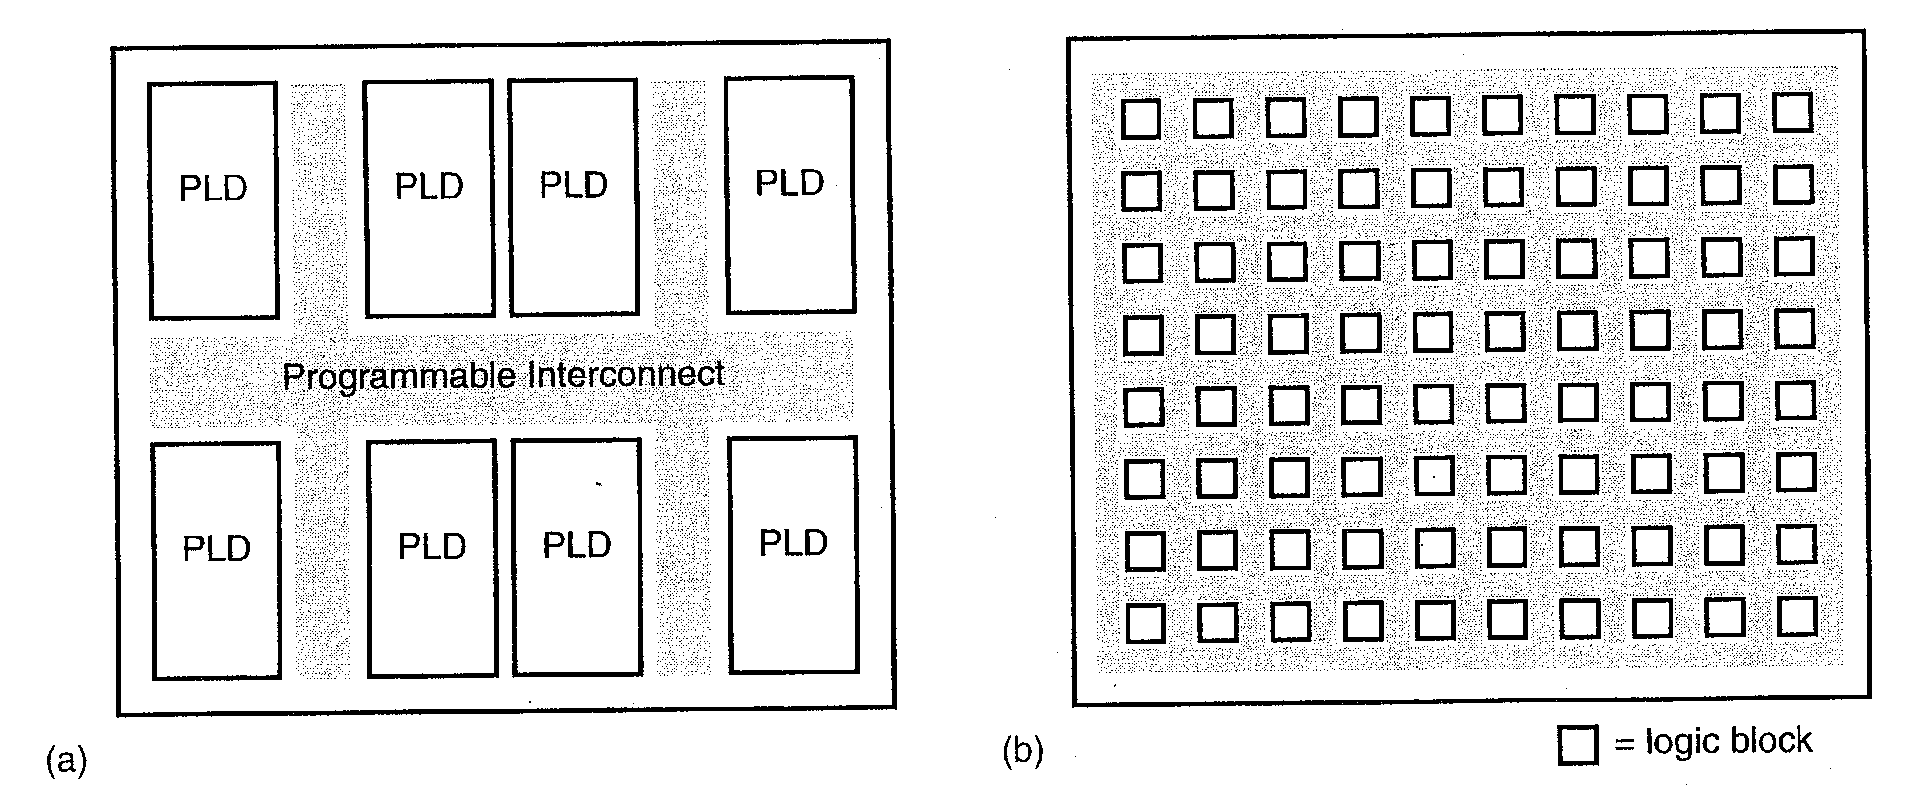 PLD PLD PLD PLD
Programmable Interconnect
PLD PLD PLD PLD
(a)
(b)
= logic block